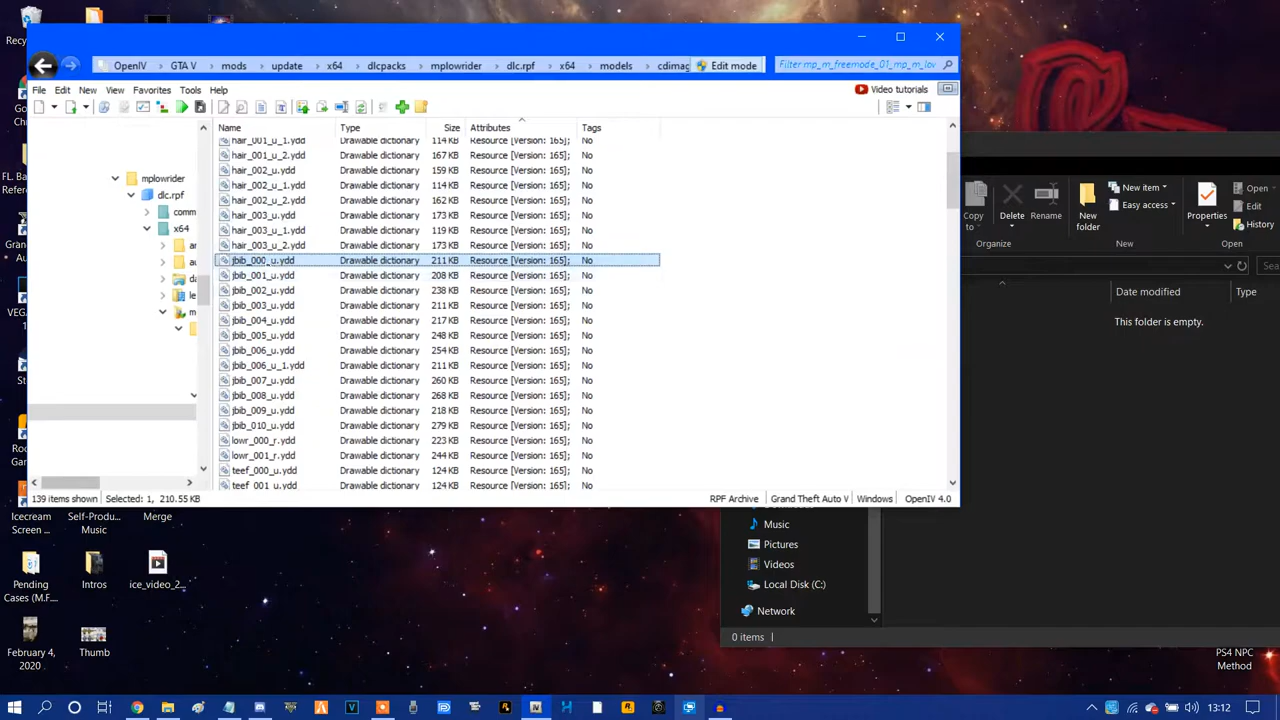 OpenIV GTA V mods update x64 dlcpacks mplowrider dlc.rpf x64 models cdimag Edit mode Filter mp_m_freemode_01_mp_m_lov
File Edit View Favorites Tools Help Video tutorials
New
Name Type Size Attributes Tags
hair_001_u_1.ydd Drawable dictionary 114 KB Resource [Version: 165]; No
hair_001_u_2.ydd Drawable dictionary 167 KB Resource [Version: 165]; No
hair_002_u.ydd Drawable dictionary 159 KB Resource [Version: 165]; No
hair_002_u_1.ydd Drawable dictionary 114 KB Resource [Version: 165]; No
hair_002_u_2.ydd Drawable dictionary 162 KB Resource [Version: 165]; No
hair_003_u.ydd Drawable dictionary 173 KB Resource [Version: 165]; No
hair_003_u_1.ydd Drawable dictionary 119 KB Resource [Version: 165]; No
hair_003_u_2.ydd Drawable dictionary 173 KB Resource [Version: 165]; No
jbib_000_u.ydd Drawable dictionary 211 KB Resource [Version: 165]; No
jbib_001_u.ydd Drawable dictionary 208 KB Resource [Version: 165]; No
jbib_002_u.ydd Drawable dictionary 238 KB Resource [Version: 165]; No
jbib_003_u.ydd Drawable dictionary 211 KB Resource [Version: 165]; No
jbib_004_u.ydd Drawable dictionary 217 KB Resource [Version: 165]; No
jbib_005_u.ydd Drawable dictionary 248 KB Resource [Version: 165]; No
jbib_006_u.ydd Drawable dictionary 254 KB Resource [Version: 165]; No
jbib_006_u_1.ydd Drawable dictionary 211 KB Resource [Version: 165]; No
jbib_007_u.ydd Drawable dictionary 260 KB Resource [Version: 165]; No
jbib_008_u.ydd Drawable dictionary 268 KB Resource [Version: 165]; No
jbib_009_u.ydd Drawable dictionary 218 KB Resource [Version: 165]; No
jbib_010_u.ydd Drawable dictionary 279 KB Resource [Version: 165]; No
lowr_000_r.ydd Drawable dictionary 223 KB Resource [Version: 165]; No
lowr_001_r.ydd Drawable dictionary 244 KB Resource [Version: 165]; No
teef_000_u.ydd Drawable dictionary 124 KB Resource [Version: 165]; No
teef_001_u.ydd Drawable dictionary 124 KB Resource [Version: 165]; No
mplowrider
dlc.rpf
comm
x64
139 items shown Selected: 1, 210.55 KB RPF Archive Grand Theft Auto V Windows OpenIV 4.0
Copy to
Delete
Rename
New folder
New item
Easy access
Properties
Open
Edit
History
Organize New Open
Date modified Type
This folder is empty.
Music
Pictures
Videos
Local Disk (C:)
Network
0 items
Icecream Screen ...
Self-Produ... Music
Merge
Pending Cases (M.F....
Intros
ice_video_2...
February 4, 2020
Thumb
PS4 NPC Method
13:12